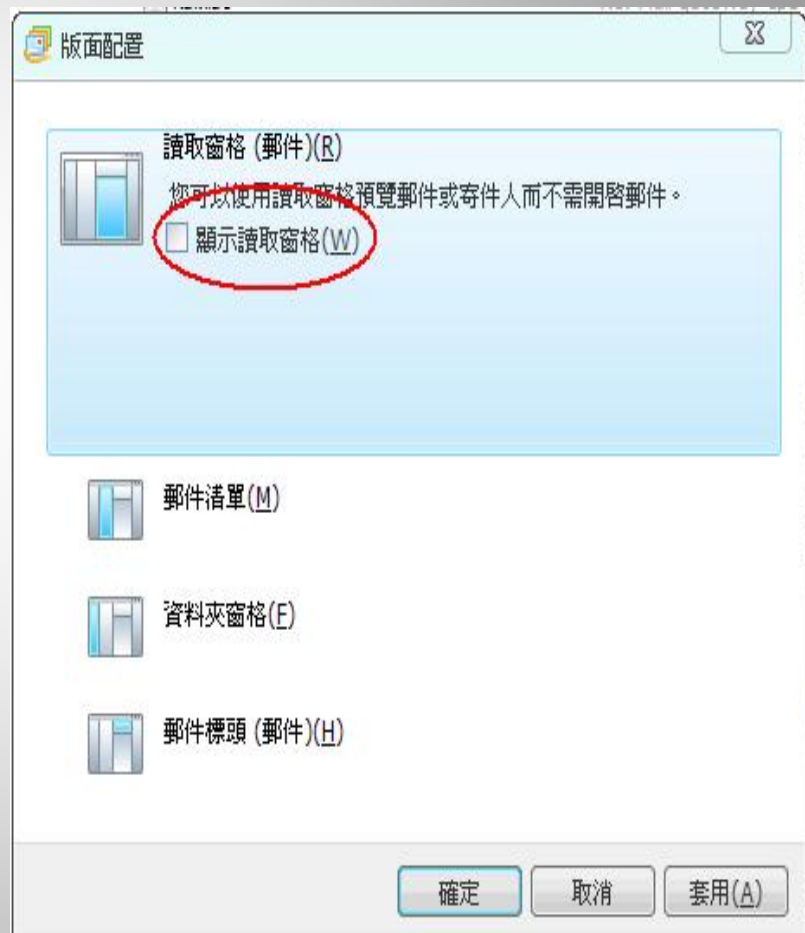 版面配置
讀取窗格 (郵件)(R)
您可以使用讀取窗格預覽郵件或寄件人而不需開啓郵件。
顯示讀取窗格(W)
郵件清單(M)
資料夾窗格(F)
郵件標頭 (郵件)(H)
確定
取消
套用(A)